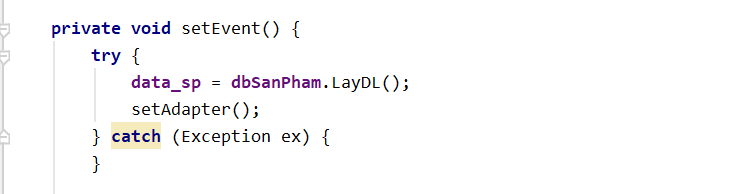 private void setEvent() {
try {
data_sp = dbSanPham.LayDL();
setAdapter();
} catch (Exception ex) {
}